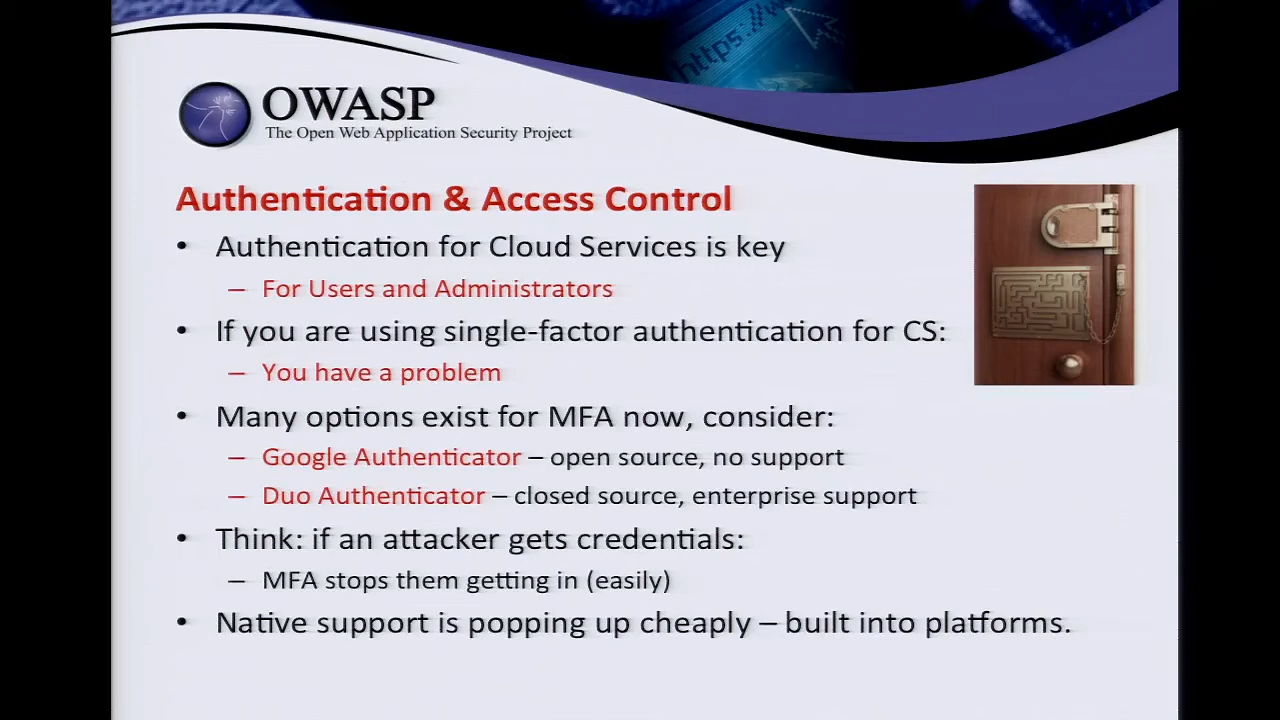 https://w
OWASP
The Open Web Application Security Project
Authentication & Access Control
• Authentication for Cloud Services is key
– For Users and Administrators
• If you are using single-factor authentication for CS:
– You have a problem
• Many options exist for MFA now, consider:
– Google Authenticator – open source, no support
– Duo Authenticator – closed source, enterprise support
• Think: if an attacker gets credentials:
– MFA stops them getting in (easily)
• Native support is popping up cheaply – built into platforms.